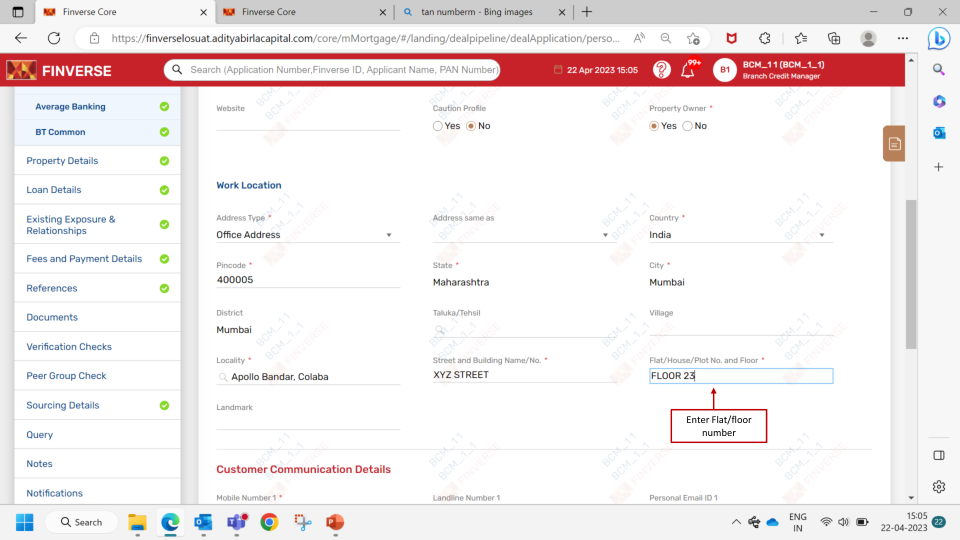 Finverse Core
Finverse Core
tan numberm - Bing images
https://finverselosuat.adityabirlacapital.com/core/mMortgage/#/landing/dealpipeline/dealApplication/perso...
FINVERSE
Search (Application Number,Finverse ID, Applicant Name, PAN Number)
22 Apr 2023 15:05
99+
B1
BCM_1 1 (BCM_1_1)
Branch Credit Manager
Average Banking
BT Common
Property Details
Loan Details
Existing Exposure &
Relationships
Fees and Payment Details
References
Documents
Verification Checks
Peer Group Check
Sourcing Details
Query
Notes
Notifications
Website
Caution Profile
Property Owner *
Yes No
Yes No
Work Location
Address Type *
Address same as
Country *
Office Address
India
Pincode *
State *
City *
400005
Maharashtra
Mumbai
District
Taluka/Tehsil
Village
Mumbai
Locality *
Street and Building Name/No. *
Flat/House/Plot No. and Floor *
Apollo Bandar, Colaba
XYZ STREET
FLOOR 23
Landmark
Enter Flat/floor
number
Customer Communication Details
Mobile Number 1 *
Landline Number 1
Personal Email ID 1
BCM_11
BCM_1_1
FINVERSE
Search
ENG
IN
15:05
22-04-2023
22